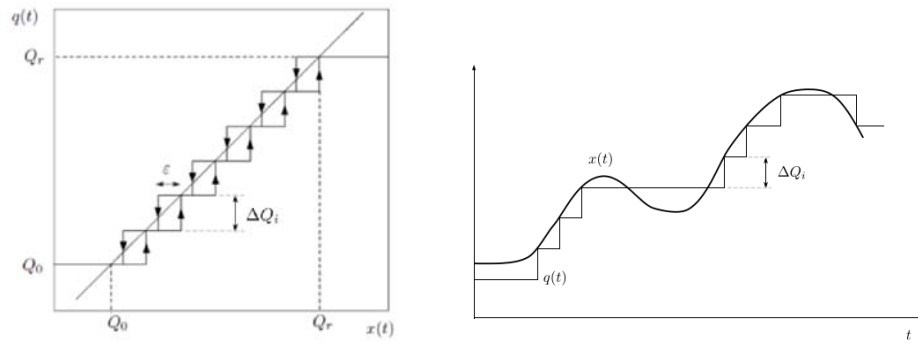 q(t)
Q_r
ε
ΔQ_i
Q_0
Q_0
Q_r
x(t)
x(t)
ΔQ_i
q(t)
t